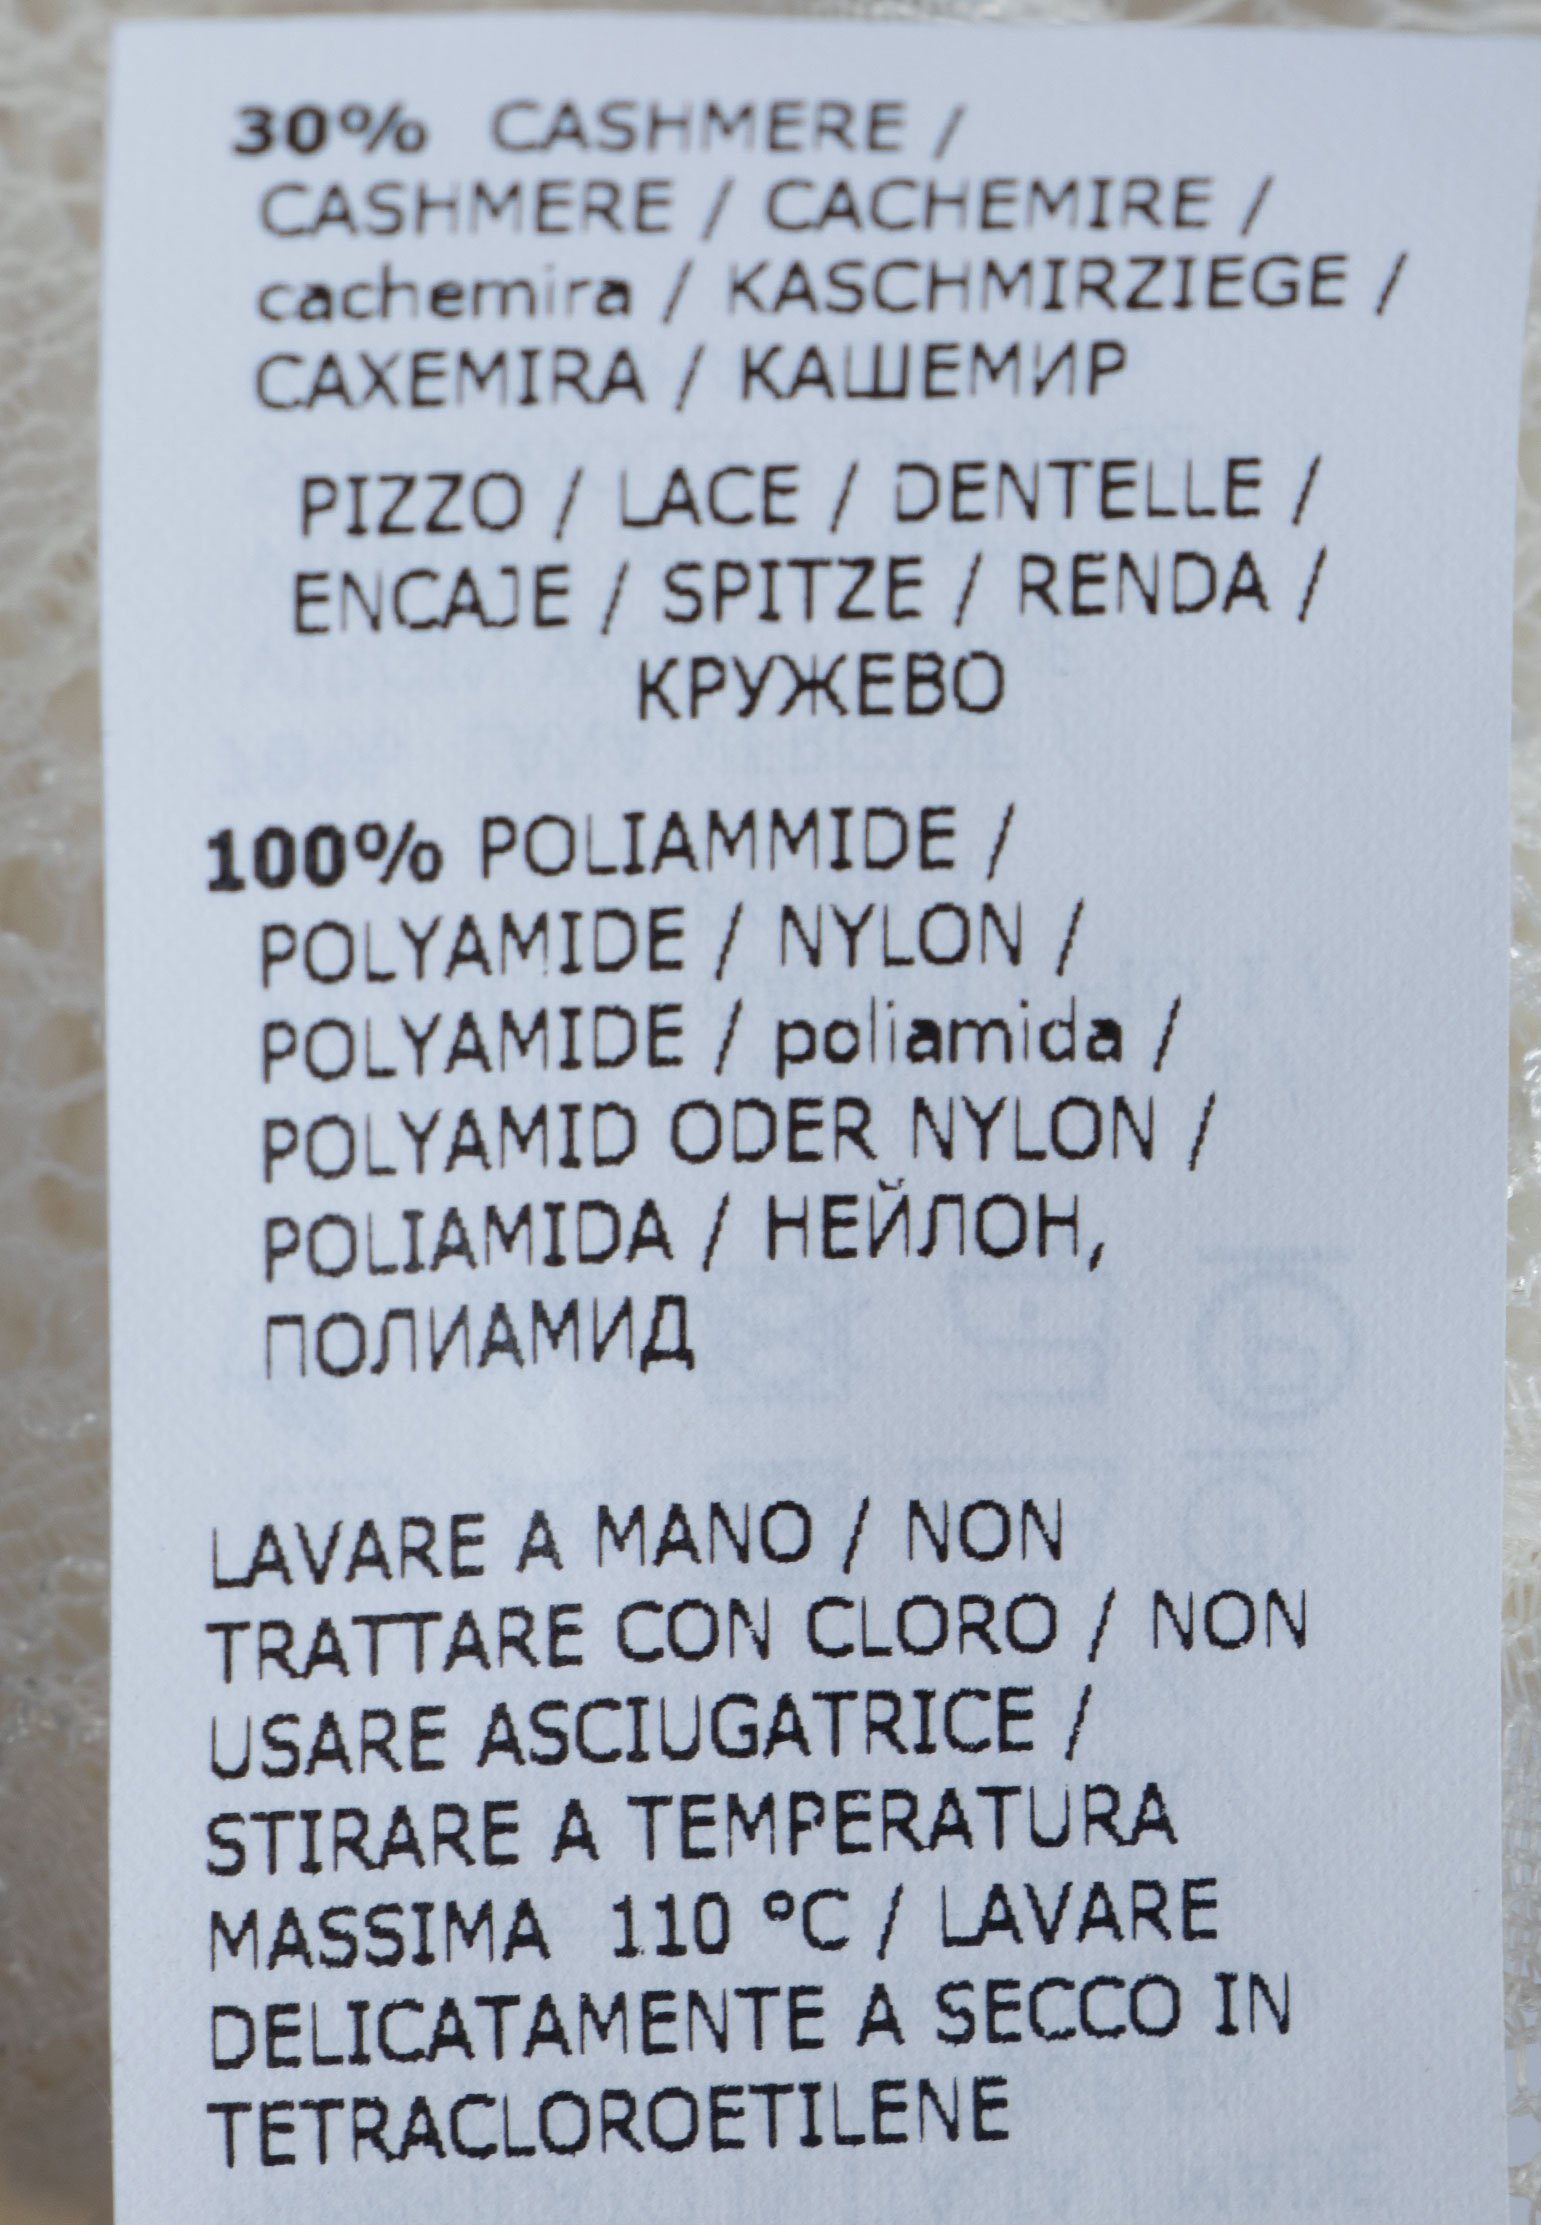 30% CASHMERE /
CASHMERE / CACHEMIRE /
cachemira / KASCHMIRZIEGE /
CAXEMIRA / КАШЕМИР
PIZZO / LACE / DENTELLE /
ENCAJE / SPITZE / RENDA /
КРУЖЕВО
100% POLIAMMIDE /
POLYAMIDE / NYLON /
POLYAMIDE / poliamida /
POLYAMID ODER NYLON /
POLIAMIDA / НЕЙЛОН,
ПОЛИАМИД
LAVARE A MANO / NON
TRATTARE CON CLORO / NON
USARE ASCIUGATRICE /
STIRARE A TEMPERATURA
MASSIMA 110 °C / LAVARE
DELICATAMENTE A SECCO IN
TETRACLOROETILENE